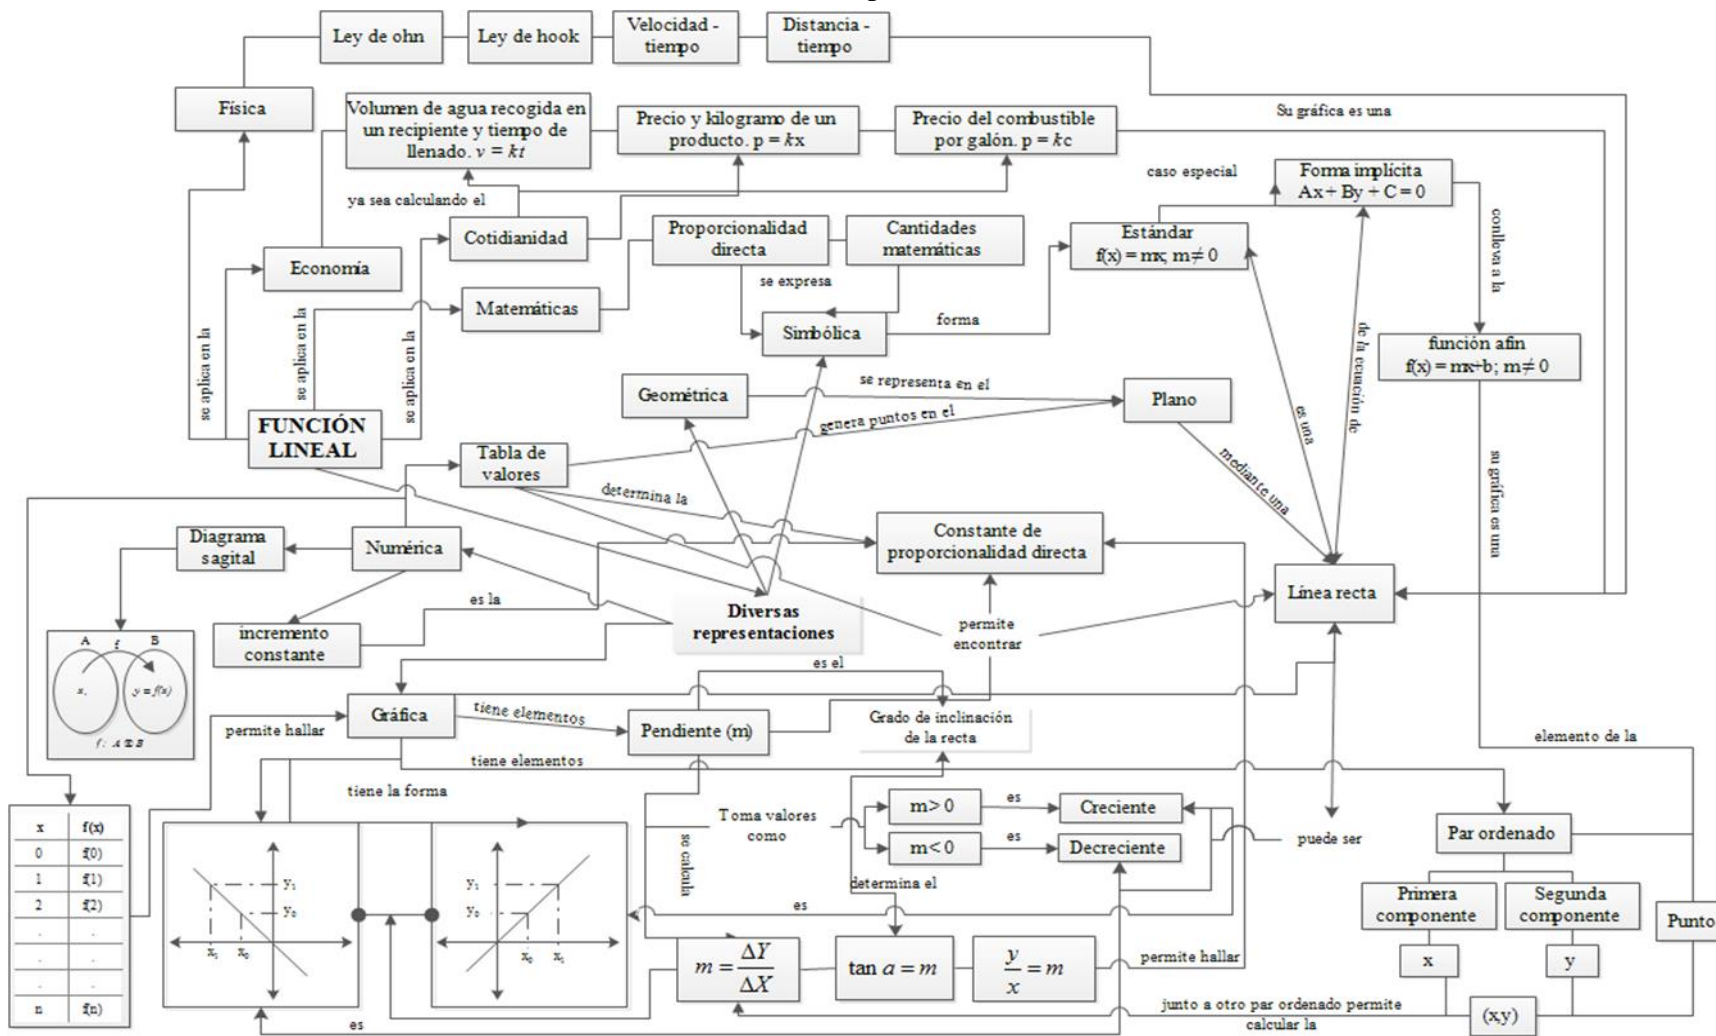 Ley de ohn
Ley de hook
Velocidad -
tiempo
Distancia -
tiempo
Física
Volumen de agua recogida en
un recipiente y tiempo de
llenado. v = kt
Precio y kilogramo de un
producto. p = kx
Precio del combustible
por galón. p = kc
Su gráfica es una
caso especial
Forma implícita
Ax + By + C = 0
ya sea calculando el
Cotidianidad
Proporcionalidad
directa
Cantidades
matemáticas
Estándar
f(x) = mx; m ≠ 0
conlleva a la
Economía
se expresa
Matemáticas
Simbólica
forma
se aplica en la
se aplica en la
se aplica en la
función afín
f(x) = mx+b; m ≠ 0
de la ecuación de
es una
Geométrica
se representa en el
Plano
genera puntos en el
FUNCIÓN
LINEAL
Tabla de
valores
determina la
mediante una
su gráfica es una
Diagrama
sagital
Numérica
Constante de
proporcionalidad directa
Línea recta
es la
Diversas
representaciones
permite
encontrar
incremento
constante
A f B
x, y = f(x)
es el
Gráfica
tiene elementos
Pendiente (m)
Grado de inclinación
de la recta
permite hallar
tiene elementos
elemento de la
tiene la forma
Toma valores
como
m > 0
es
Creciente
m < 0
es
Decreciente
puede ser
Par ordenado
se calcula
determina el
x f(x)
0 f(0)
1 f(1)
2 f(2)
. .
. .
. .
n f(n)
y₁
y₀
x₁ x₀
y₁
y₀
x₀ x₁
es
Primera
componente
Segunda
componente
Punto
m = ΔY/ΔX
tan a = m
y/x = m
permite hallar
x
y
junto a otro par ordenado permite
calcular la
(x,y)
es